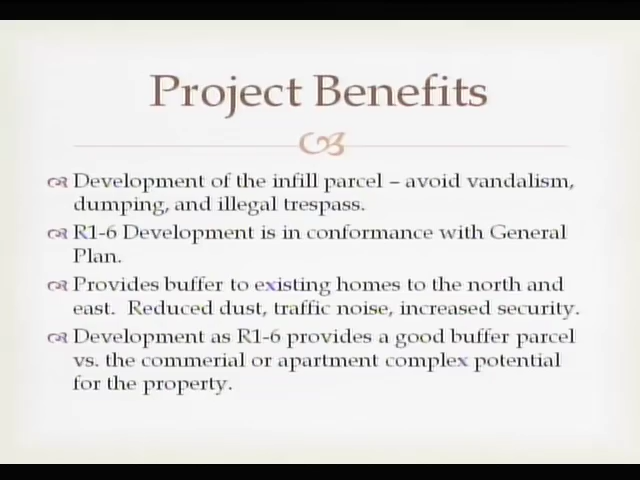 Project Benefits
Development of the infill parcel – avoid vandalism,
dumping, and illegal trespass.
R1-6 Development is in conformance with General
Plan.
Provides buffer to existing homes to the north and
east. Reduced dust, traffic noise, increased security.
Development as R1-6 provides a good buffer parcel
vs. the commerial or apartment complex potential
for the property.